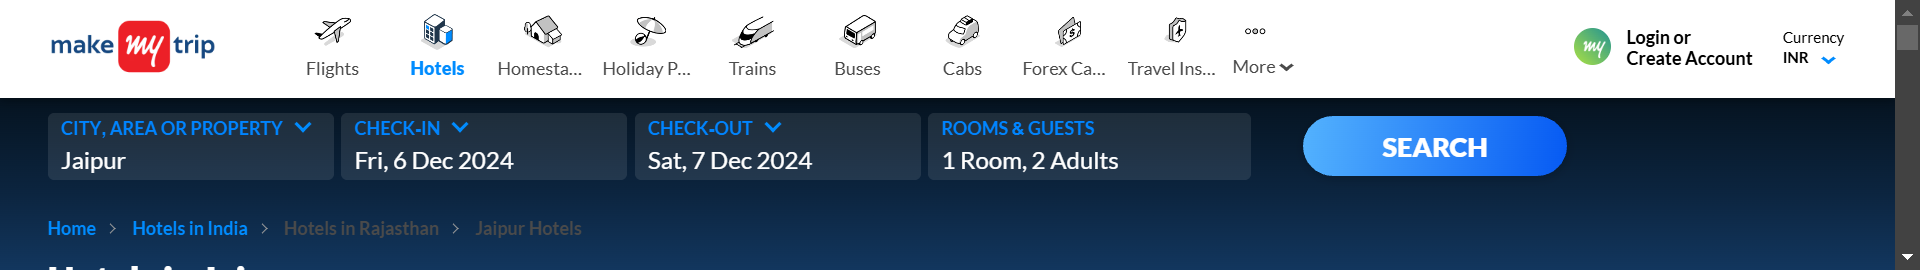 make my trip
Flights
Hotels
Homesta...
Holiday P...
Trains
Buses
Cabs
Forex Ca...
Travel Ins...
More
my
Login or
Create Account
Currency
INR
CITY, AREA OR PROPERTY
Jaipur
CHECK-IN
Fri, 6 Dec 2024
CHECK-OUT
Sat, 7 Dec 2024
ROOMS & GUESTS
1 Room, 2 Adults
SEARCH
Home > Hotels in India > Hotels in Rajasthan > Jaipur Hotels